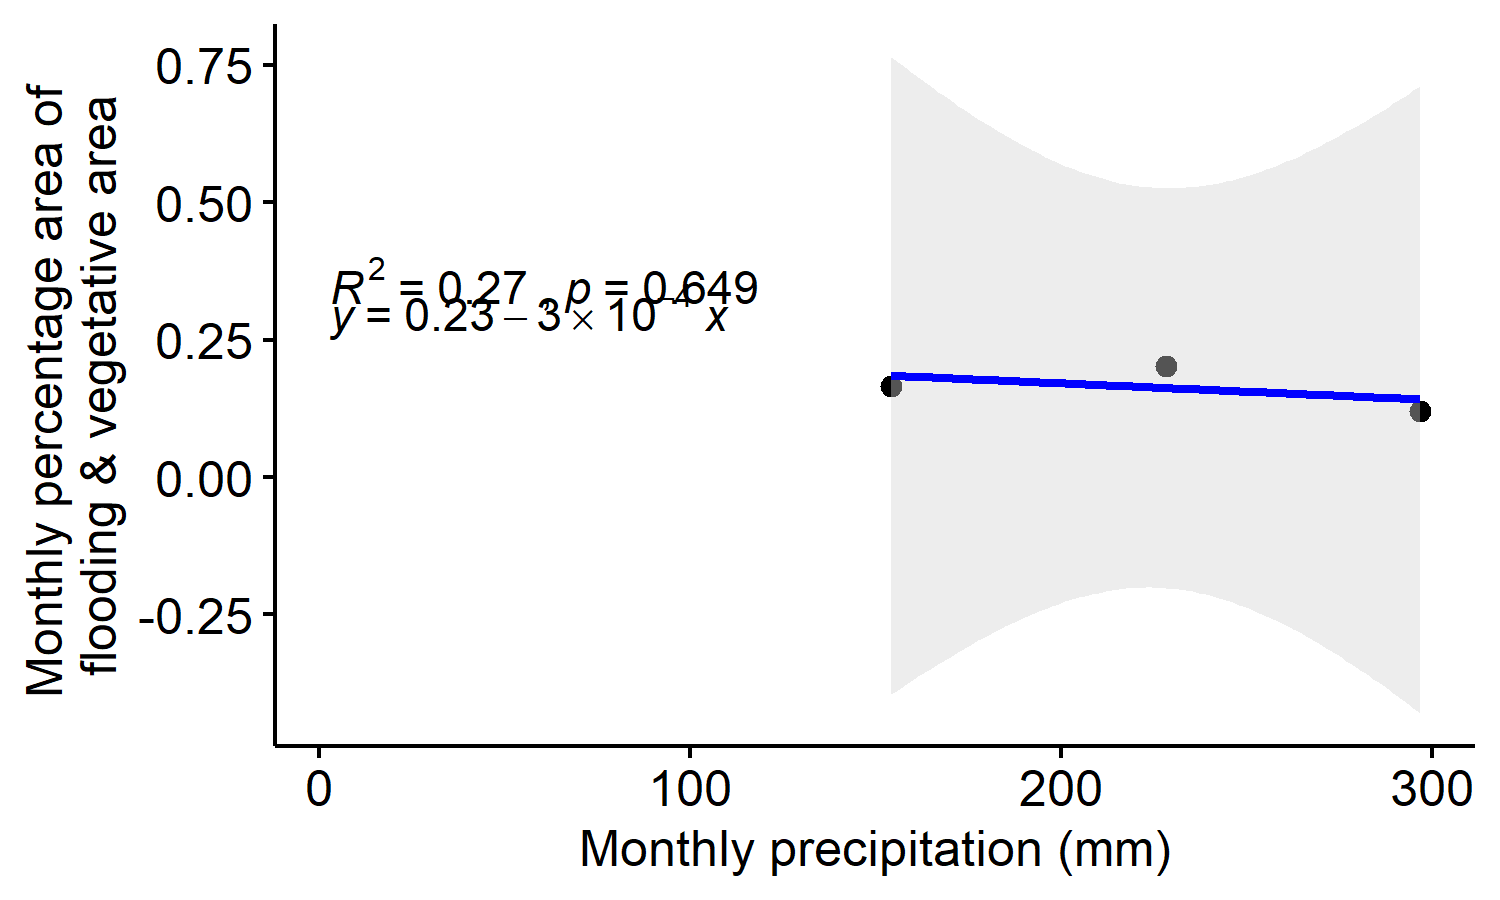 Monthly percentage area of
flooding & vegetative area
0.75
0.50
0.25
0.00
-0.25
R² = 0.27 , p = 0.649
y = 0.23 − 3 × 10⁻⁴ x
0 100 200 300
Monthly precipitation (mm)